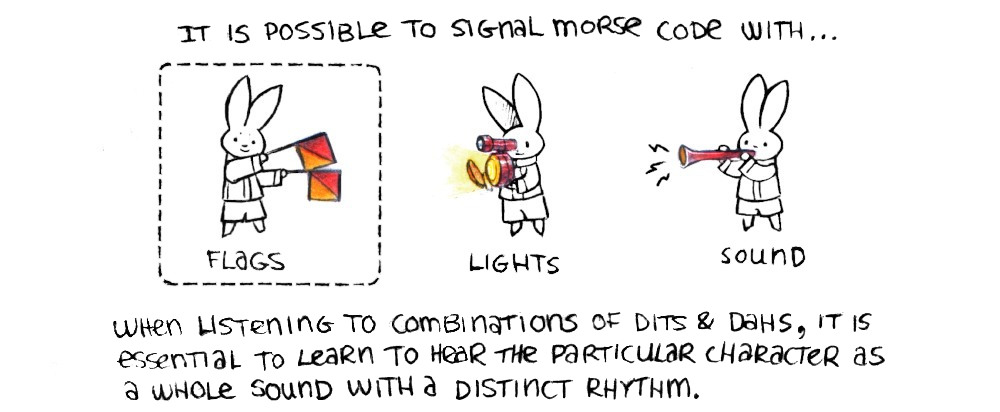 IT IS POSSIBLE TO SIGNAL MORSE CODE WITH...
FLAGS
LIGHTS
SOUND
WHEN LISTENING TO COMBINATIONS OF DITS & DAHS, IT IS
ESSENTIAL TO LEARN TO HEAR THE PARTICULAR CHARACTER AS
A WHOLE SOUND WITH A DISTINCT RHYTHM.